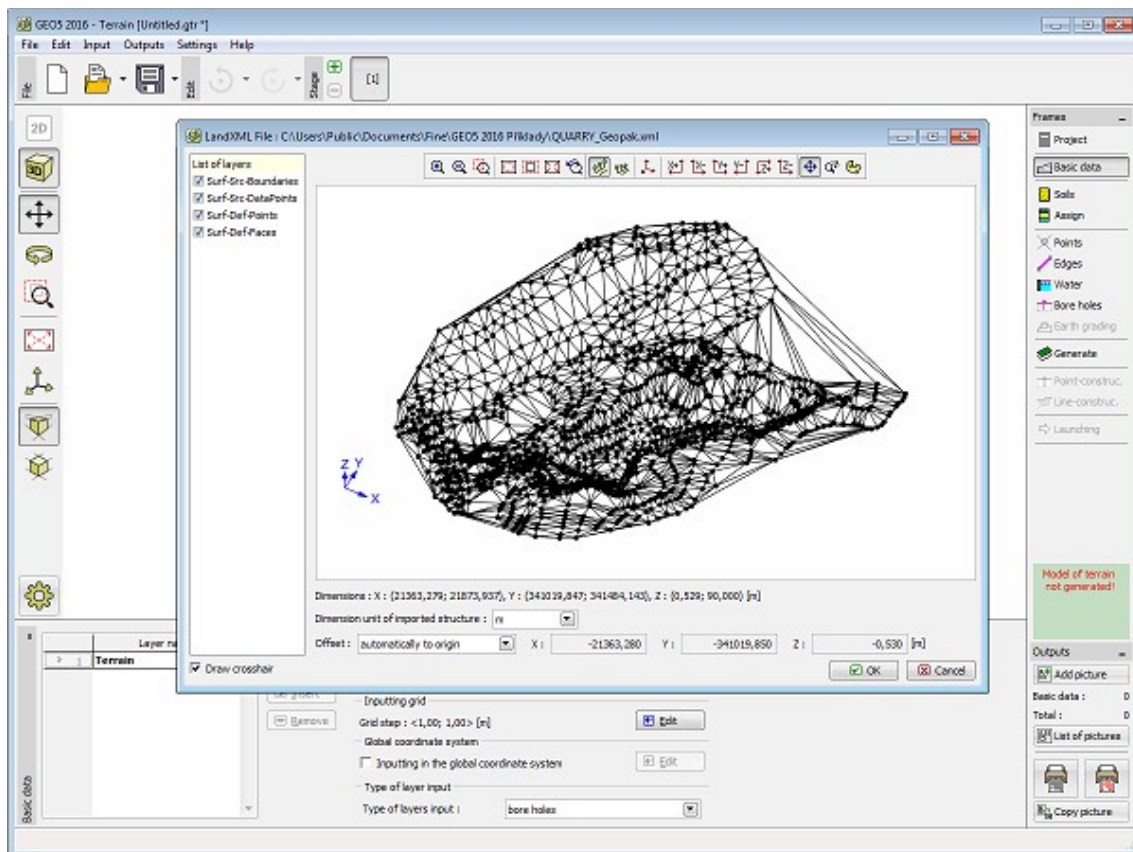 GEO5 2016 - Terrain [Untitled.gtr *]
File Edit Input Outputs Settings Help
File
Edit
Stage
[1]
2D
3D
LandXML File : C:\Users\Public\Documents\Fine\GEO5 2016 Příklady\QUARRY_Geopak.xml
List of layers
Surf-Src-Boundaries
Surf-Src-DataPoints
Surf-Def-Points
Surf-Def-Faces
Z Y
X
Dimensions : X : (21363,279; 21873,937), Y : (341019,847; 341484,143), Z : (0,529; 90,000) [m]
Dimension unit of imported structure : m
Offset : automatically to origin X : -21363,280 Y : -341019,850 Z : -0,530 [m]
Draw crosshair
OK Cancel
Frames
Project
Basic data
Soils
Assign
Points
Edges
Water
Bore holes
Earth grading
Generate
Point-construc.
Line-construc.
Launching
Model of terrain
not generated!
Outputs
Add picture
Basic data : 0
Total : 0
List of pictures
Copy picture
Basic data
Layer na
> 1 Terrain
Remove
Inputting grid
Grid step : <1,00; 1,00> [m] Edit
Global coordinate system
Inputting in the global coordinate system Edit
Type of layer input
Type of layers input : bore holes